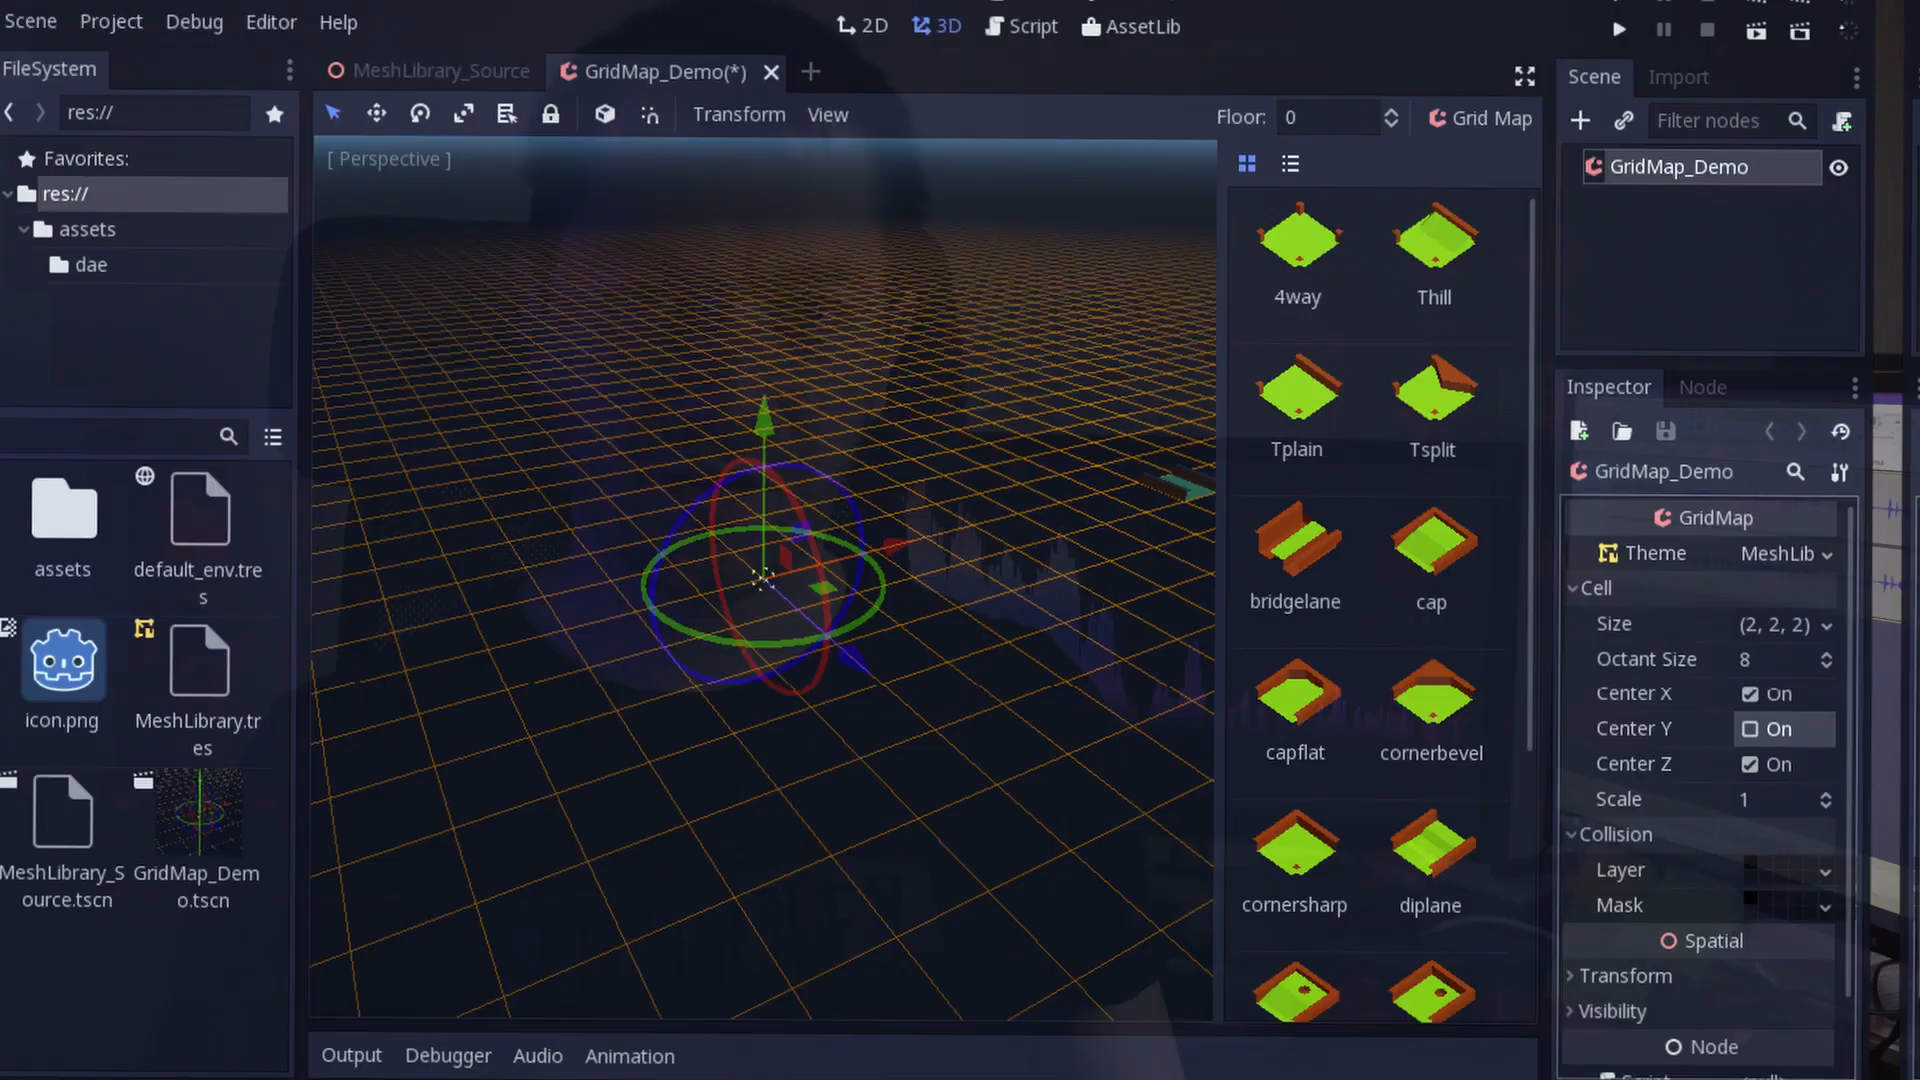 Scene Project Debug Editor Help
2D 3D Script AssetLib
FileSystem
MeshLibrary_Source GridMap_Demo(*)
Scene Import
res://
Transform View
Floor: 0 Grid Map
Filter nodes
Favorites:
res://
assets
dae
[ Perspective ]
GridMap_Demo
4way Thill
Tplain Tsplit
bridgelane cap
capflat cornerbevel
cornersharp diplane
assets default_env.tre
s
icon.png MeshLibrary.tr
es
MeshLibrary_S GridMap_Dem
ource.tscn o.tscn
Inspector Node
GridMap_Demo
GridMap
Theme MeshLib
Cell
Size (2, 2, 2)
Octant Size 8
Center X On
Center Y On
Center Z On
Scale 1
Collision
Layer
Mask
Spatial
Transform
Visibility
Node
Output Debugger Audio Animation